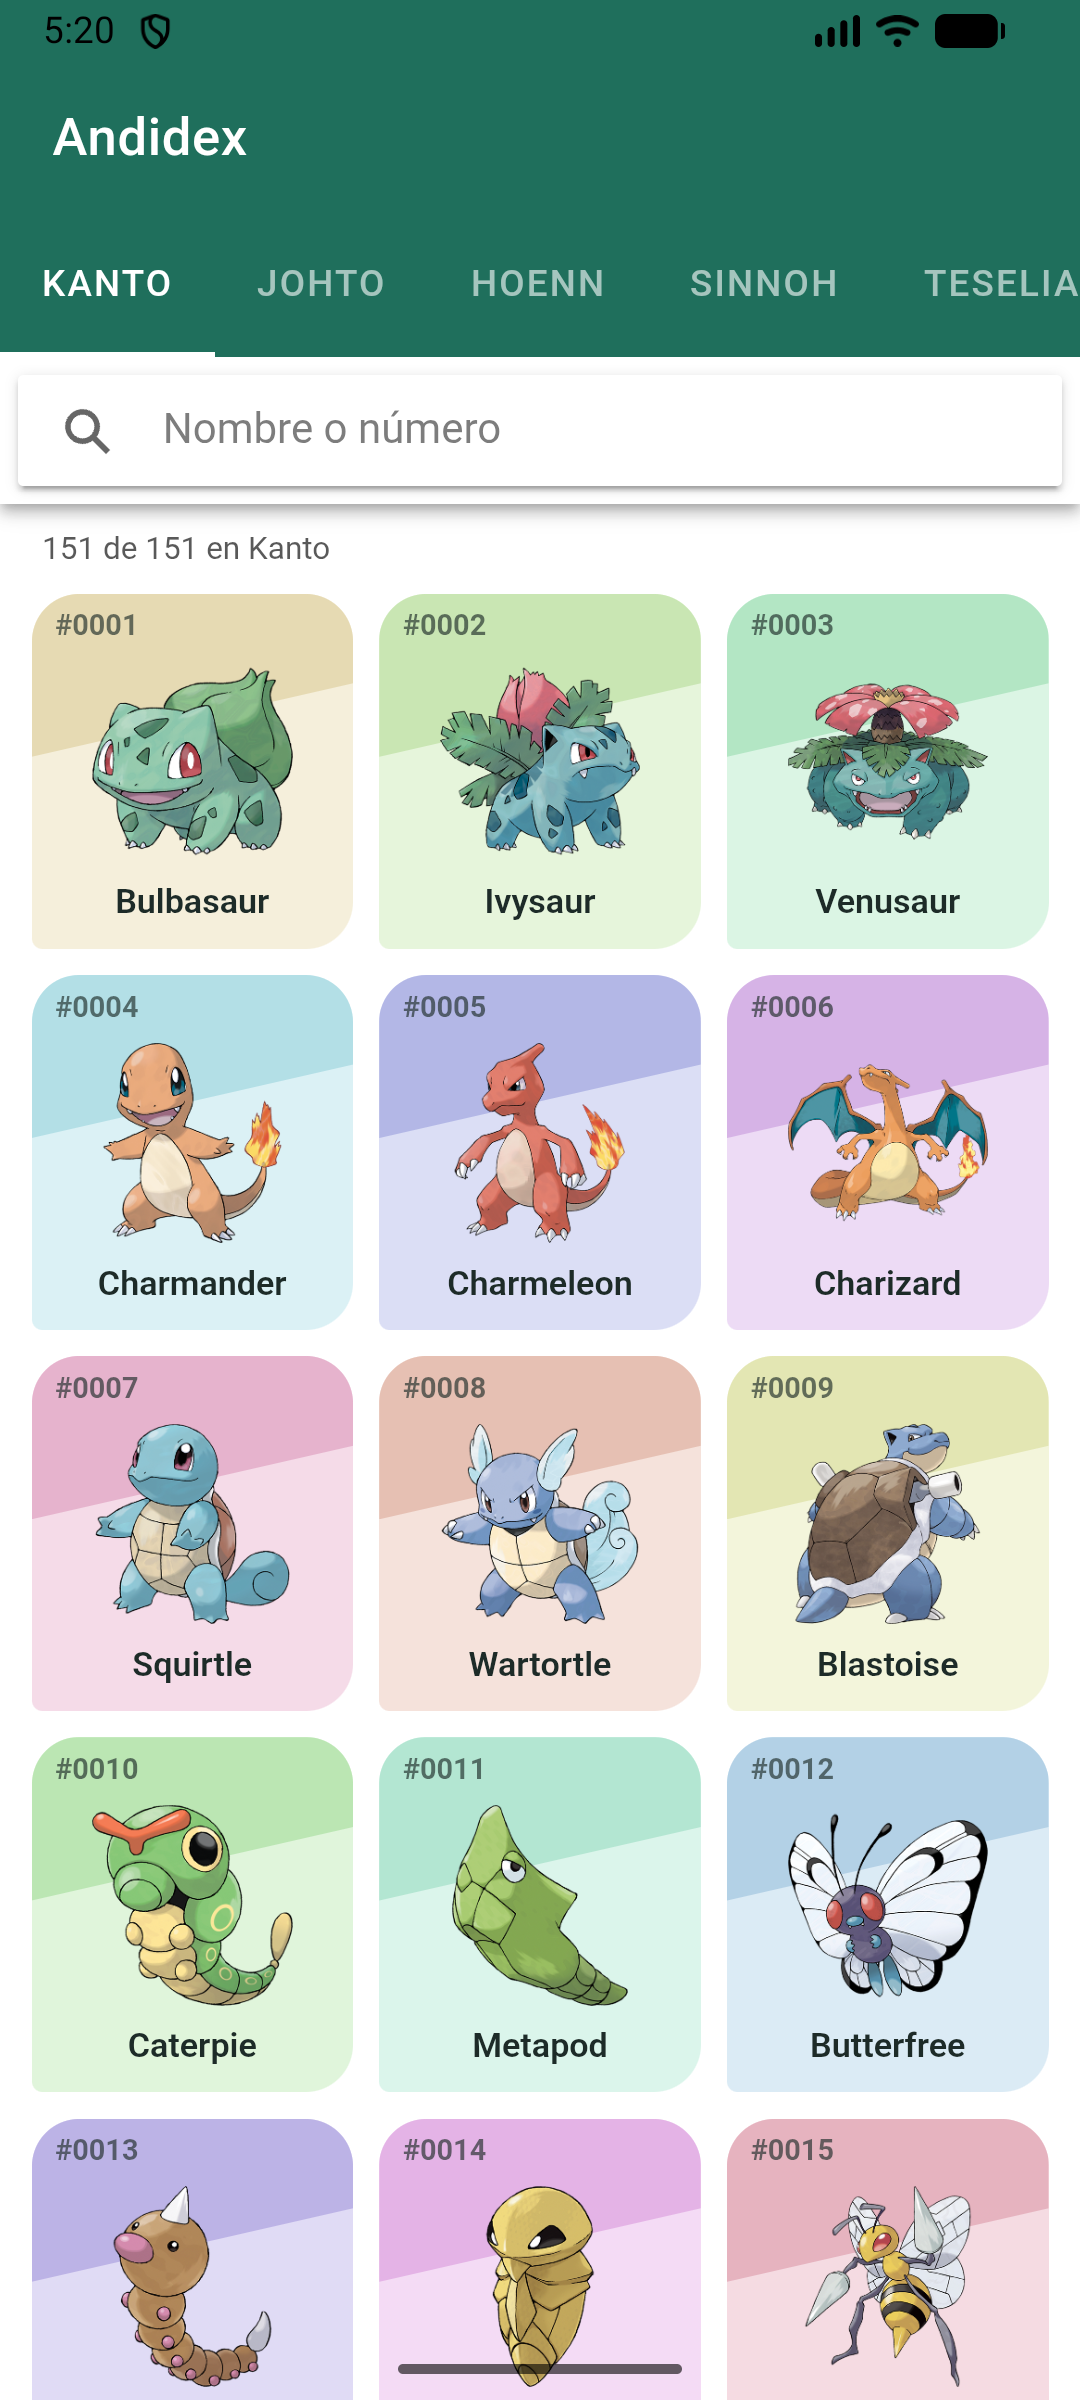 5:20
Andidex
KANTO JOHTO HOENN SINNOH TESELIA
Nombre o número
151 de 151 en Kanto
#0001 #0002 #0003
Bulbasaur Ivysaur Venusaur
#0004 #0005 #0006
Charmander Charmeleon Charizard
#0007 #0008 #0009
Squirtle Wartortle Blastoise
#0010 #0011 #0012
Caterpie Metapod Butterfree
#0013 #0014 #0015